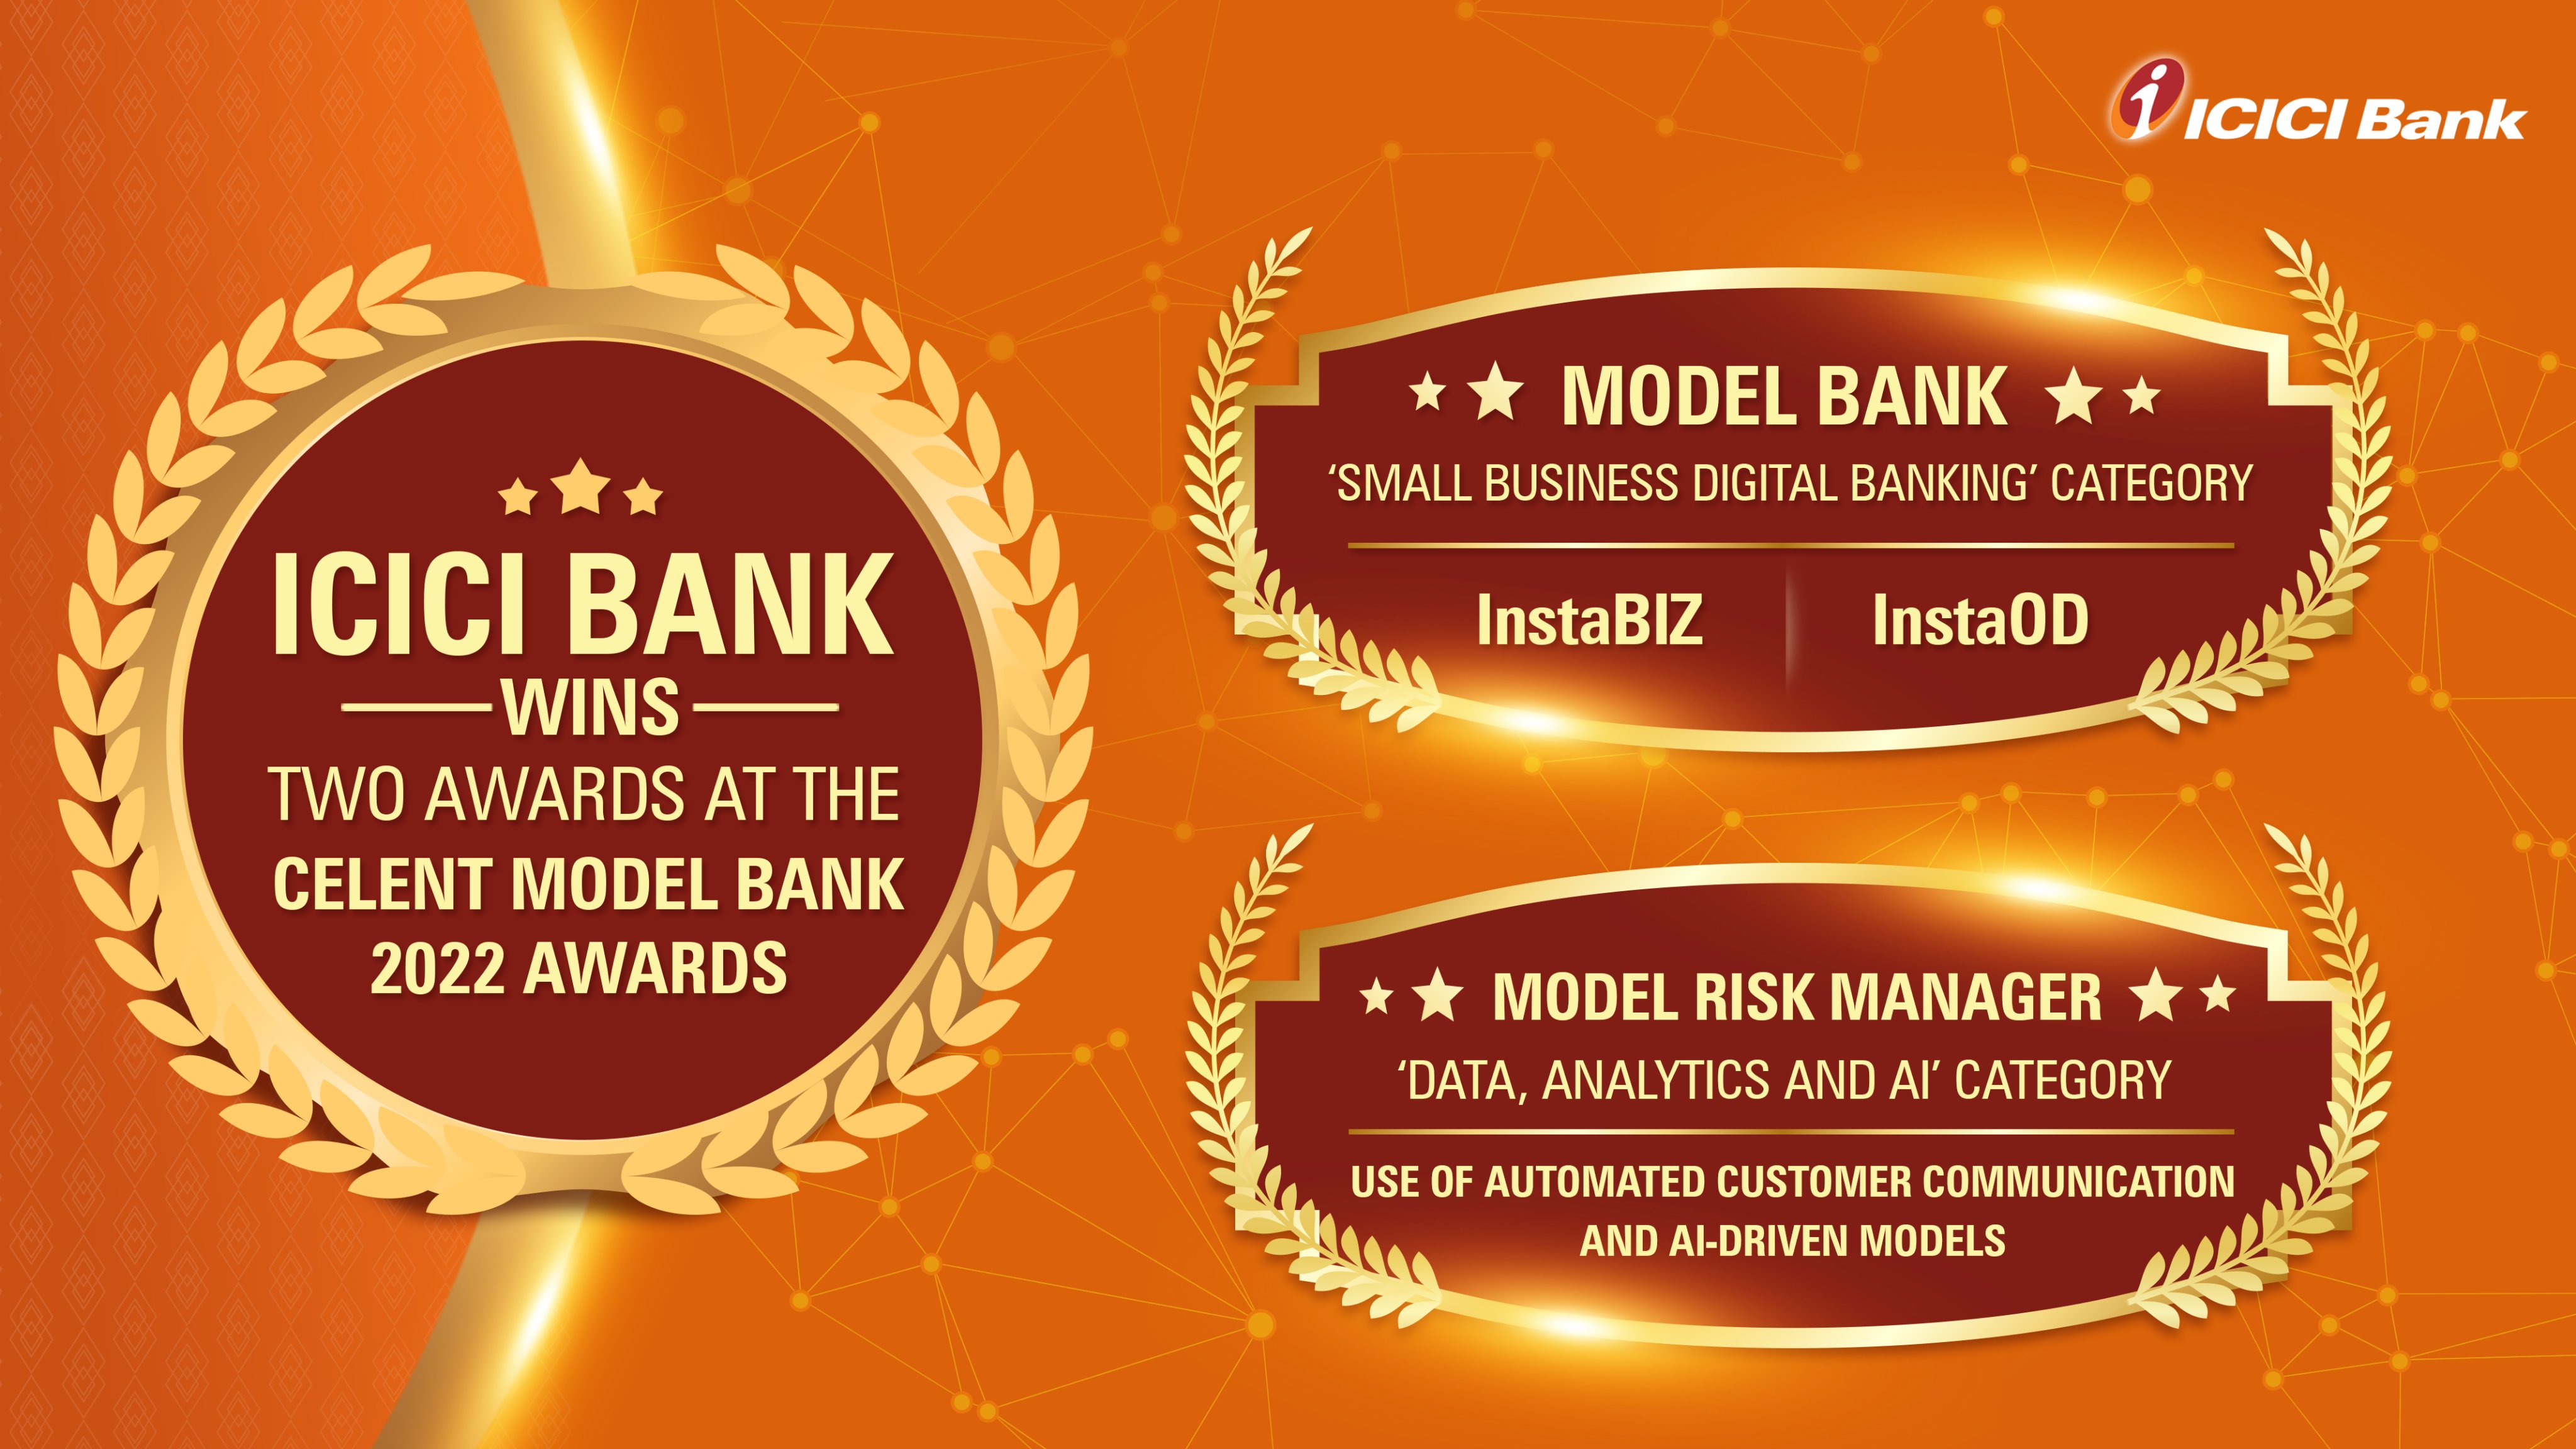 ICICI Bank
ICICI BANK
WINS
TWO AWARDS AT THE
CELENT MODEL BANK
2022 AWARDS
MODEL BANK
‘SMALL BUSINESS DIGITAL BANKING’ CATEGORY
InstaBIZ
InstaOD
MODEL RISK MANAGER
‘DATA, ANALYTICS AND AI’ CATEGORY
USE OF AUTOMATED CUSTOMER COMMUNICATION
AND AI-DRIVEN MODELS